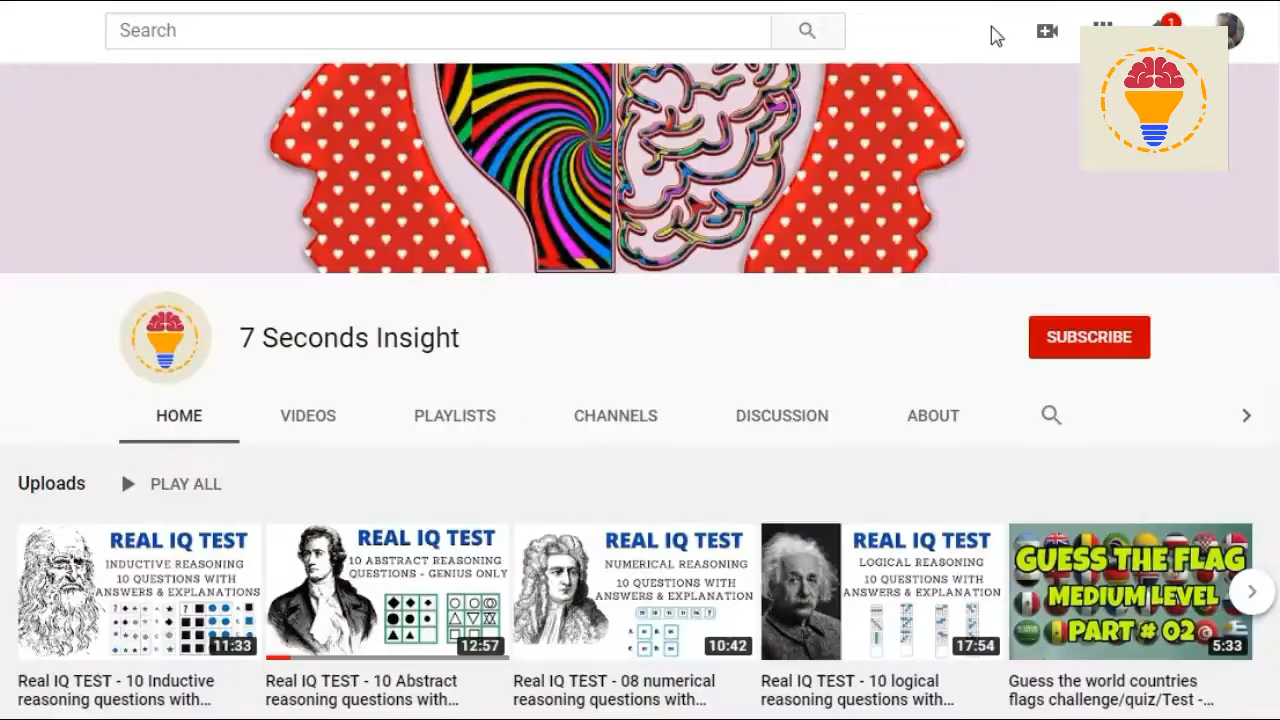 Search
1
7 Seconds Insight
SUBSCRIBE
HOME
VIDEOS
PLAYLISTS
CHANNELS
DISCUSSION
ABOUT
Uploads
PLAY ALL
REAL IQ TEST
INDUCTIVE REASONING
10 QUESTIONS WITH
ANSWERS & EXPLANATIONS
11:33
REAL IQ TEST
10 ABSTRACT REASONING
QUESTIONS - GENIUS ONLY
12:57
REAL IQ TEST
NUMERICAL REASONING
10 QUESTIONS WITH
ANSWERS & EXPLANATION
10:42
REAL IQ TEST
LOGICAL REASONING
10 QUESTIONS WITH
ANSWERS & EXPLANATION
17:54
GUESS THE FLAG
MEDIUM LEVEL
PART # 02
5:33
Real IQ TEST - 10 Inductive
reasoning questions with...
Real IQ TEST - 10 Abstract
reasoning questions with...
Real IQ TEST - 08 numerical
reasoning questions with...
Real IQ TEST - 10 logical
reasoning questions with...
Guess the world countries
flags challenge/quiz/Test -...